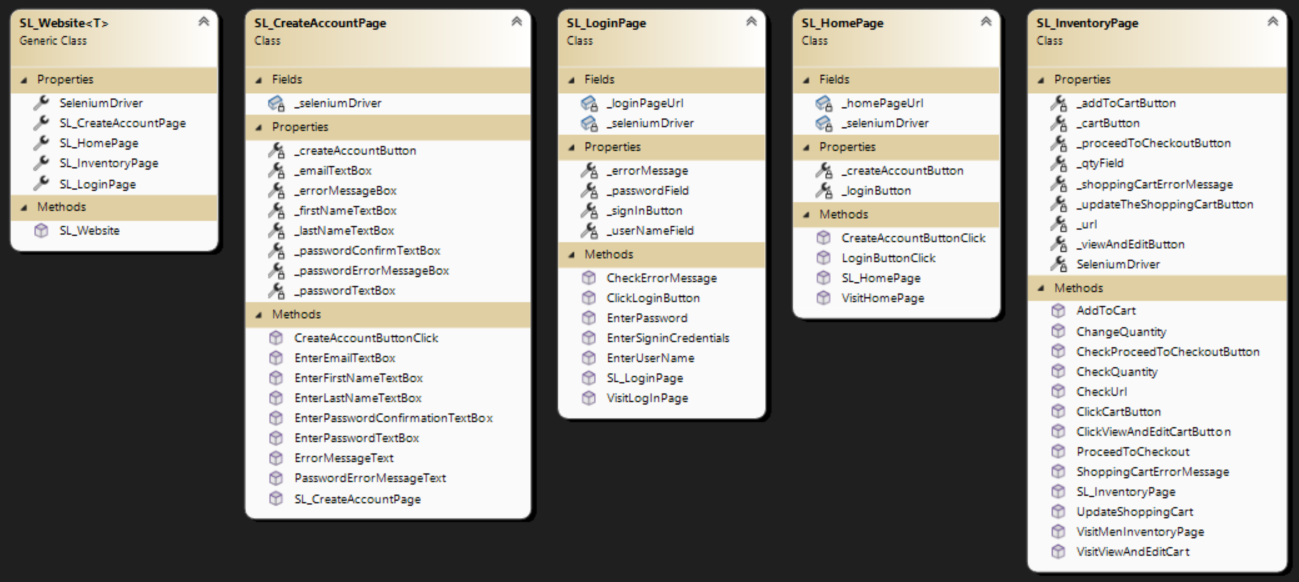 SL_Website<T>
Generic Class
Properties
SeleniumDriver
SL_CreateAccountPage
SL_HomePage
SL_InventoryPage
SL_LoginPage
Methods
SL_Website
SL_CreateAccountPage
Class
Fields
_seleniumDriver
Properties
_createAccountButton
_emailTextBox
_errorMessageBox
_firstNameTextBox
_lastNameTextBox
_passwordConfirmTextBox
_passwordErrorMessageBox
_passwordTextBox
Methods
CreateAccountButtonClick
EnterEmailTextBox
EnterFirstNameTextBox
EnterLastNameTextBox
EnterPasswordConfirmationTextBox
EnterPasswordTextBox
ErrorMessageText
PasswordErrorMessageText
SL_CreateAccountPage
SL_LoginPage
Class
Fields
_loginPageUrl
_seleniumDriver
Properties
_errorMessage
_passwordField
_signInButton
_userNameField
Methods
CheckErrorMessage
ClickLoginButton
EnterPassword
EnterSigninCredentials
EnterUserName
SL_LoginPage
VisitLogInPage
SL_HomePage
Class
Fields
_homePageUrl
_seleniumDriver
Properties
_createAccountButton
_loginButton
Methods
CreateAccountButtonClick
LoginButtonClick
SL_HomePage
VisitHomePage
SL_InventoryPage
Class
Properties
_addToCartButton
_cartButton
_proceedToCheckoutButton
_qtyField
_shoppingCartErrorMessage
_updateTheShoppingCartButton
_url
_viewAndEditButton
SeleniumDriver
Methods
AddToCart
ChangeQuantity
CheckProceedToCheckoutButton
CheckQuantity
CheckUrl
ClickCartButton
ClickViewAndEditCartButton
ProceedToCheckout
ShoppingCartErrorMessage
SL_InventoryPage
UpdateShoppingCart
VisitMenInventoryPage
VisitViewAndEditCart